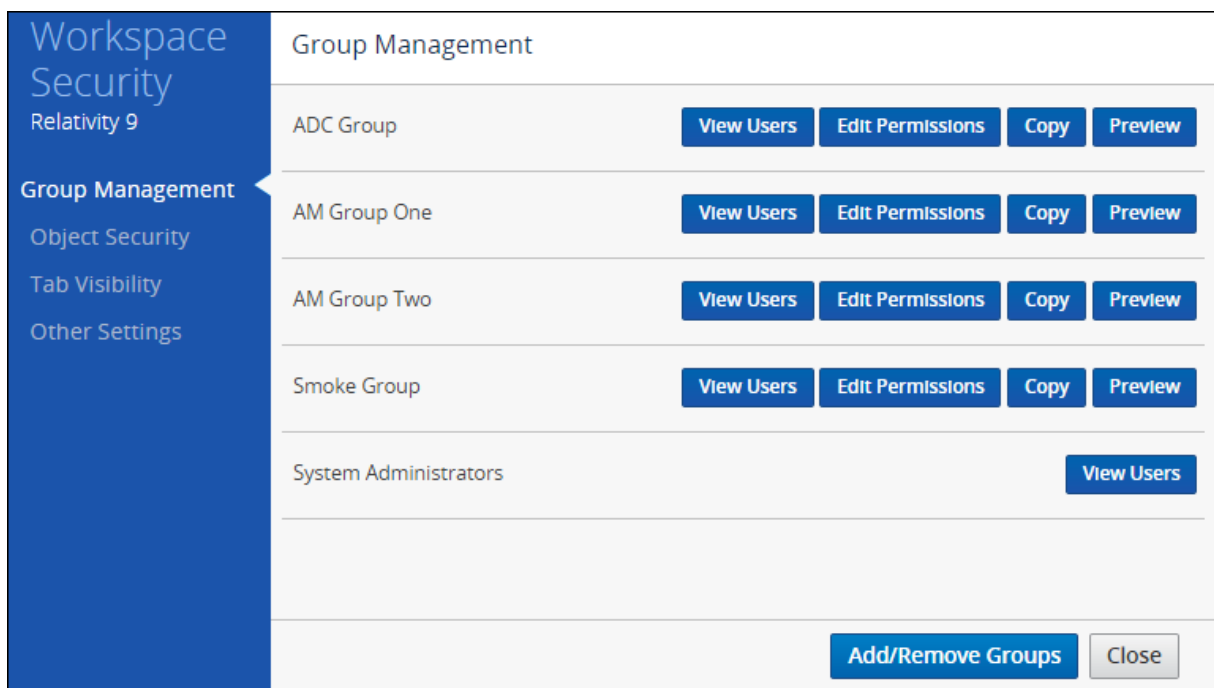 Workspace
Security
Relativity 9
Group Management
Object Security
Tab Visibility
Other Settings
Group Management
ADC Group View Users Edit Permissions Copy Preview
AM Group One View Users Edit Permissions Copy Preview
AM Group Two View Users Edit Permissions Copy Preview
Smoke Group View Users Edit Permissions Copy Preview
System Administrators View Users
Add/Remove Groups Close